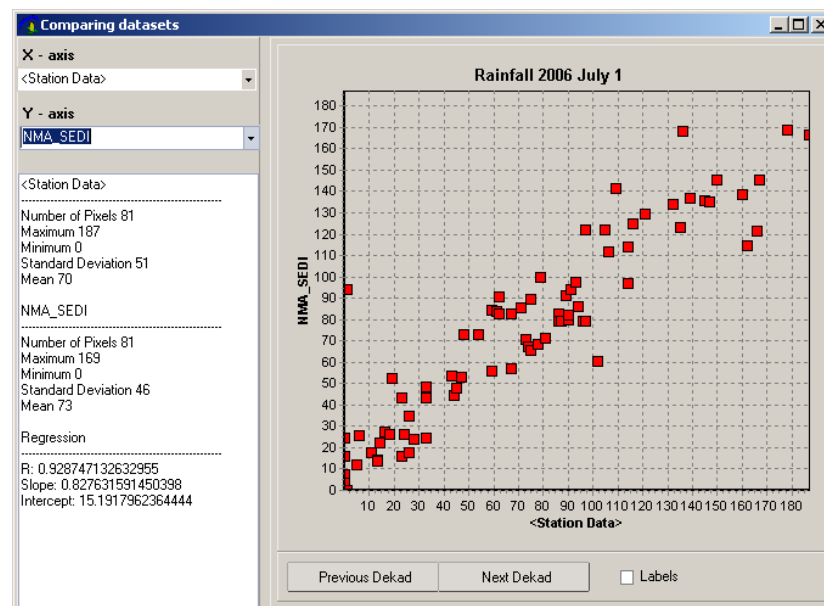 Comparing datasets
X - axis
<Station Data>
Y - axis
NMA_SEDI
<Station Data>
Number of Pixels 81
Maximum 187
Minimum 0
Standard Deviation 51
Mean 70
NMA_SEDI
Number of Pixels 81
Maximum 169
Minimum 0
Standard Deviation 46
Mean 73
Regression
R: 0.928747132632955
Slope: 0.827631591450398
Intercept: 15.1917962364444
Rainfall 2006 July 1
NMA_SEDI
180
170
160
150
140
130
120
110
100
90
80
70
60
50
40
30
20
10
0
10 20 30 40 50 60 70 80 90 100 110 120 130 140 150 160 170 180
<Station Data>
Previous Dekad
Next Dekad
Labels